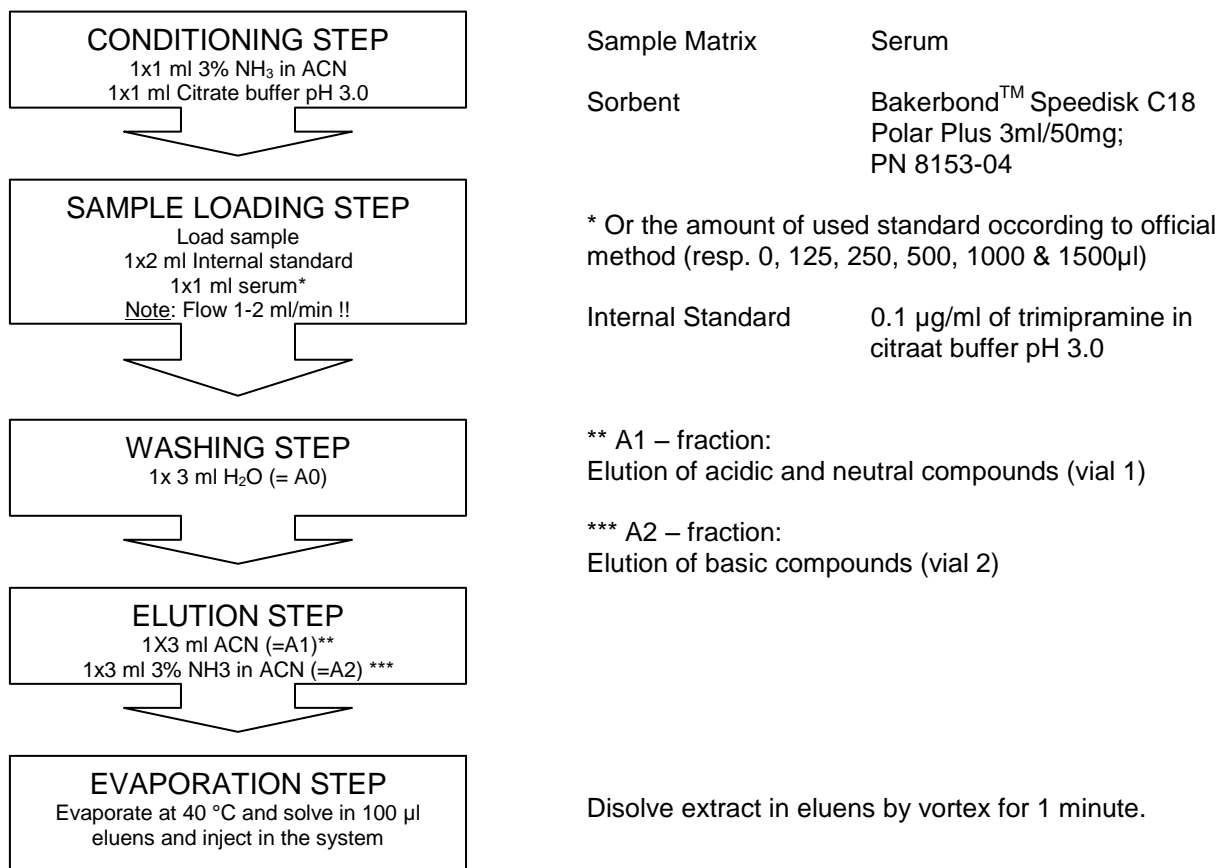 CONDITIONING STEP
1x1 ml 3% NH₃ in ACN
1x1 ml Citrate buffer pH 3.0
SAMPLE LOADING STEP
Load sample
1x2 ml Internal standard
1x1 ml serum*
Note: Flow 1-2 ml/min !!
WASHING STEP
1x 3 ml H₂O (= A0)
ELUTION STEP
1X3 ml ACN (=A1)**
1x3 ml 3% NH3 in ACN (=A2) ***
EVAPORATION STEP
Evaporate at 40 °C and solve in 100 µl
eluens and inject in the system
Sample Matrix Serum
Sorbent Bakerbond™ Speedisk C18
Polar Plus 3ml/50mg;
PN 8153-04
* Or the amount of used standard occording to official
method (resp. 0, 125, 250, 500, 1000 & 1500µl)
Internal Standard 0.1 µg/ml of trimipramine in
citraat buffer pH 3.0
** A1 – fraction:
Elution of acidic and neutral compounds (vial 1)
*** A2 – fraction:
Elution of basic compounds (vial 2)
Disolve extract in eluens by vortex for 1 minute.